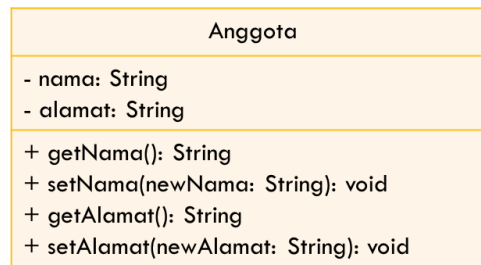 Anggota
- nama: String
- alamat: String
+ getNama(): String
+ setNama(newNama: String): void
+ getAlamat(): String
+ setAlamat(newAlamat: String): void